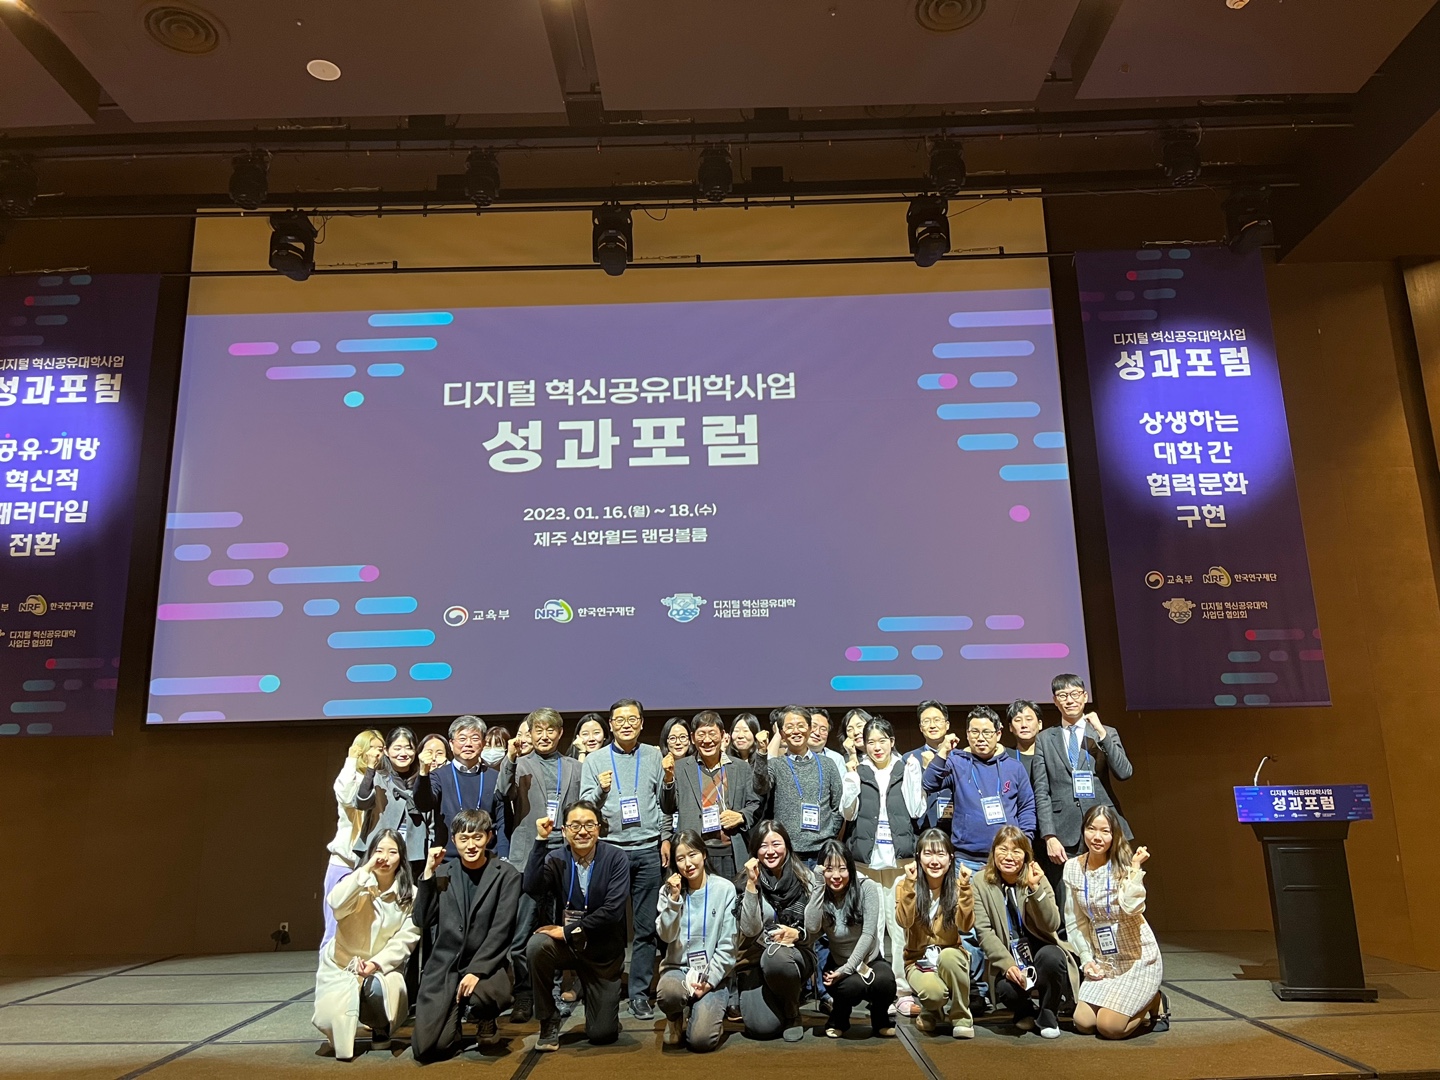 디지털 혁신공유대학사업
성과포럼
2023. 01. 16.(월) ~ 18.(수)
제주 신화월드 랜딩볼룸
교육부
NRF 한국연구재단
COSS 디지털 혁신공유대학
사업단 협의회
디지털 혁신공유대학사업
성과포럼
공유·개방
혁신적
패러다임
전환
부
NRF 한국연구재단
디지털 혁신공유대학
사업단 협의회
디지털 혁신공유대학사업
성과포럼
상생하는
대학 간
협력문화
구현
교육부
NRF 한국연구재단
디지털 혁신공유대학
사업단 협의회
디지털 혁신공유대학사업
성과포럼